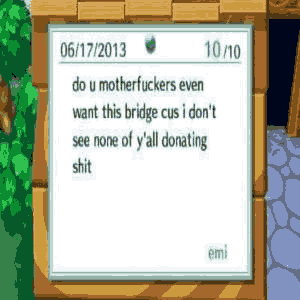 06/17/2013 10/10
do u motherfuckers even
want this bridge cus i don't
see none of y'all donating
shit
emi